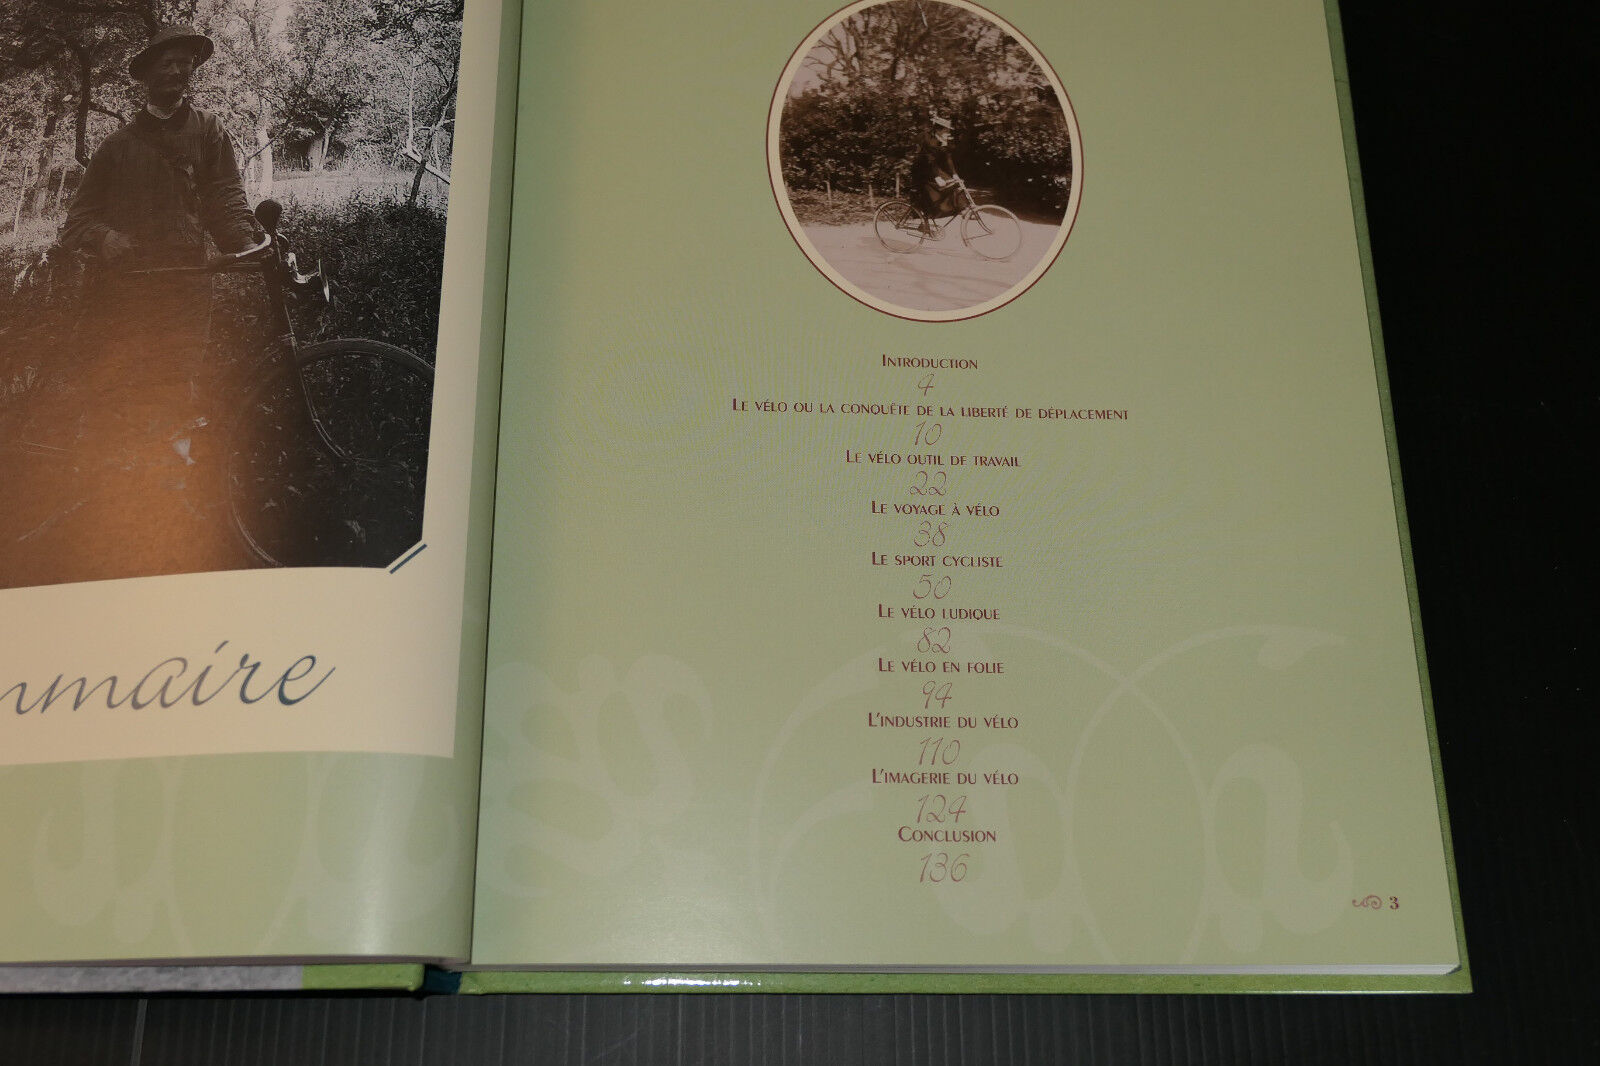 mmaire
Introduction
4
Le vélo ou la conquête de la liberté de déplacement
10
Le vélo outil de travail
22
Le voyage à vélo
38
Le sport cycliste
50
Le vélo ludique
82
Le vélo en folie
94
L'industrie du vélo
110
L'imagerie du vélo
124
Conclusion
136
3